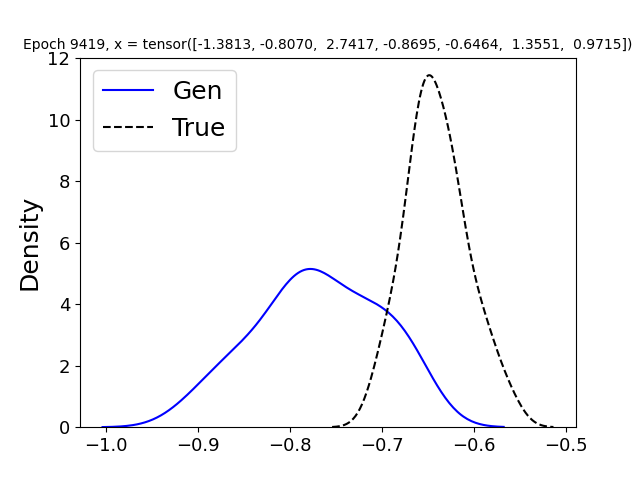 Epoch 9419, x = tensor([-1.3813, -0.8070,  2.7417, -0.8695, -0.6464,  1.3551,  0.9715])
Gen
True
Density
12
10
8
6
4
2
0
−1.0 −0.9 −0.8 −0.7 −0.6 −0.5